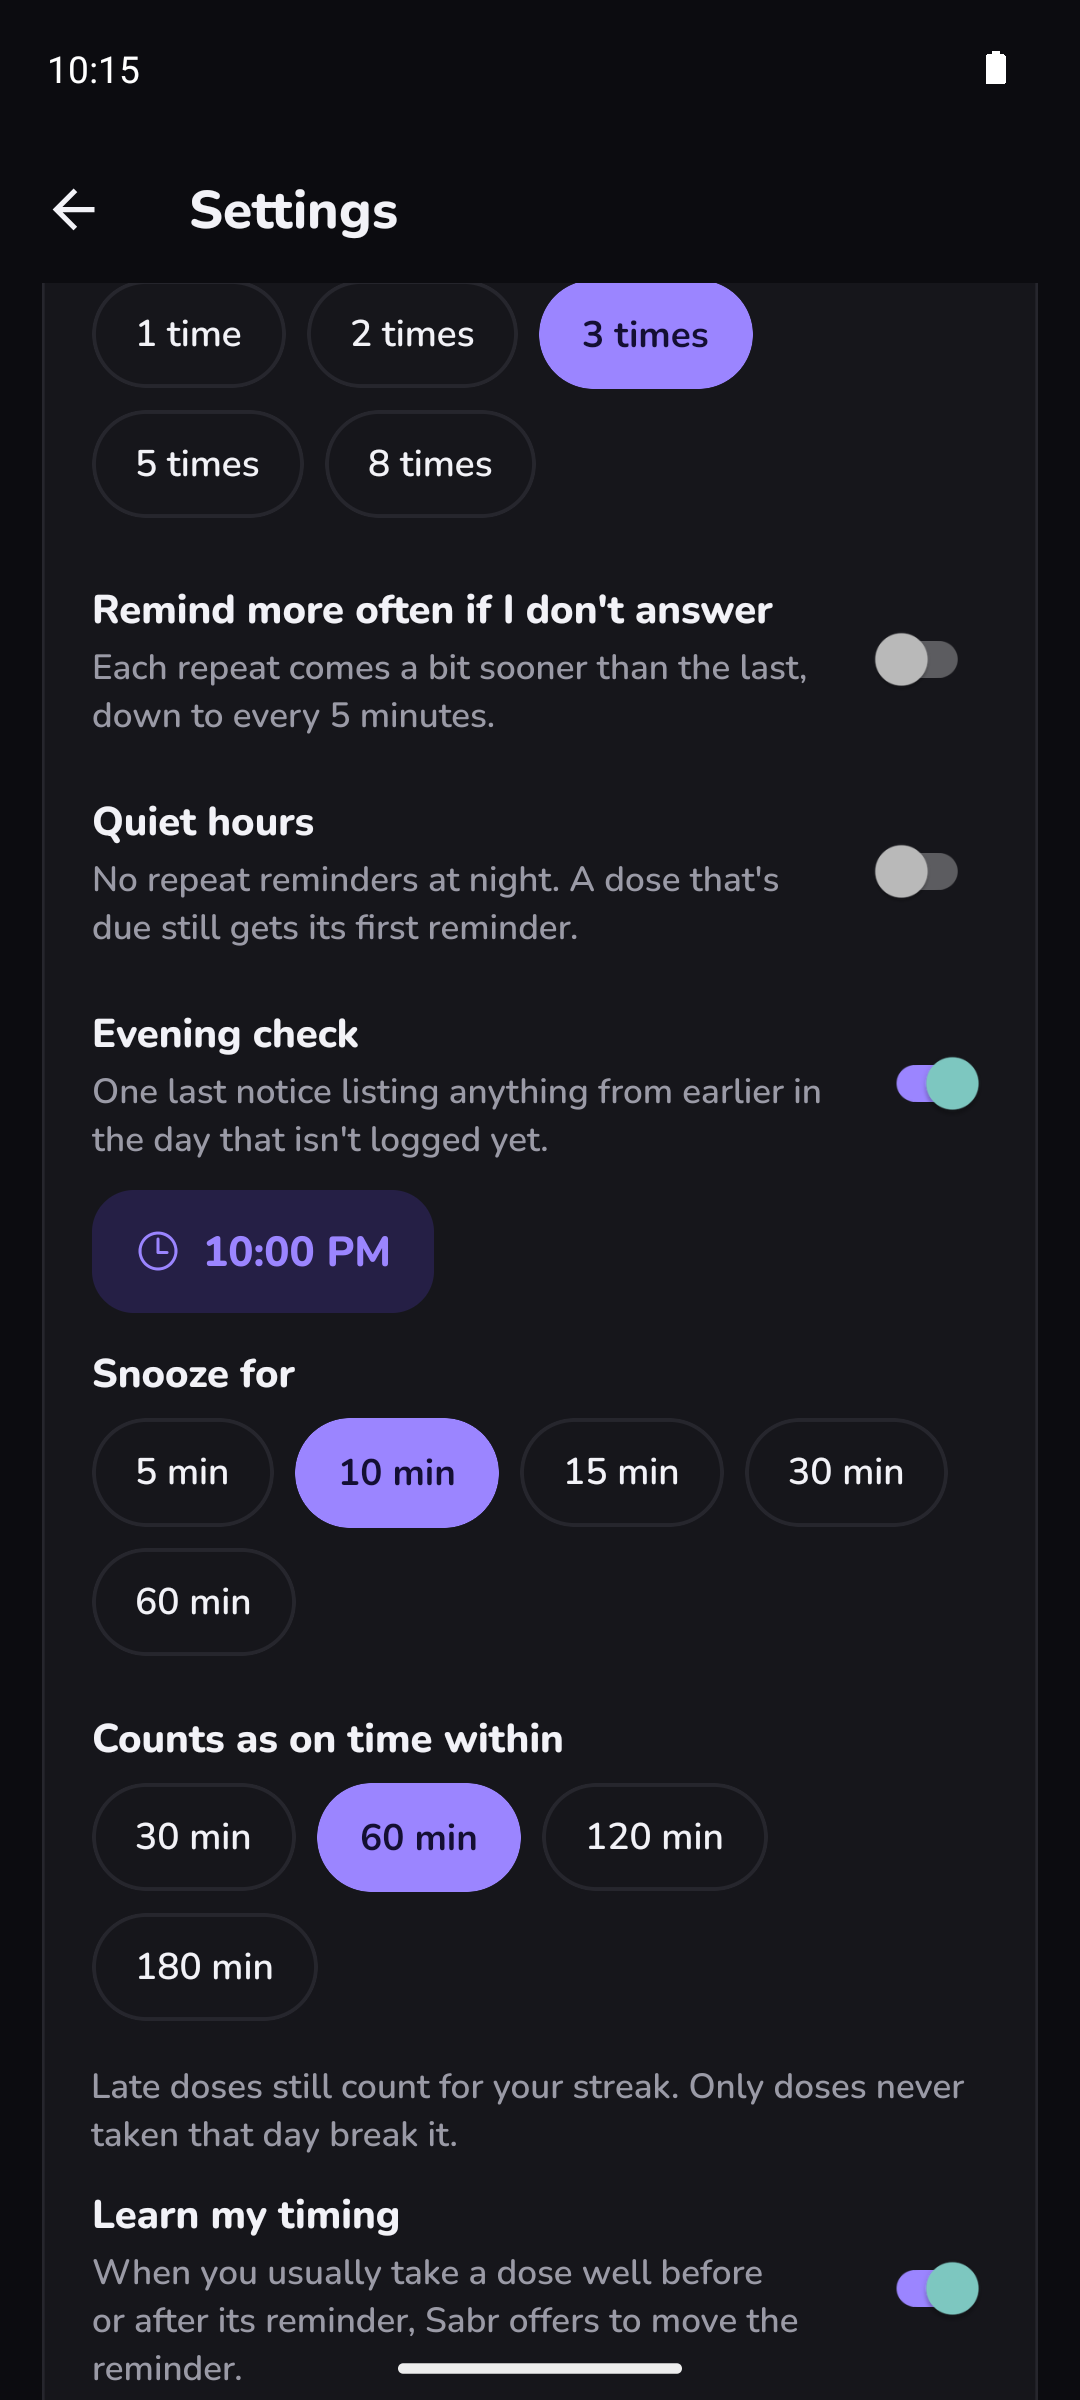 10:15
Settings
1 time
2 times
3 times
5 times
8 times
Remind more often if I don't answer
Each repeat comes a bit sooner than the last,
down to every 5 minutes.
Quiet hours
No repeat reminders at night. A dose that's
due still gets its first reminder.
Evening check
One last notice listing anything from earlier in
the day that isn't logged yet.
10:00 PM
Snooze for
5 min
10 min
15 min
30 min
60 min
Counts as on time within
30 min
60 min
120 min
180 min
Late doses still count for your streak. Only doses never
taken that day break it.
Learn my timing
When you usually take a dose well before
or after its reminder, Sabr offers to move the
reminder.